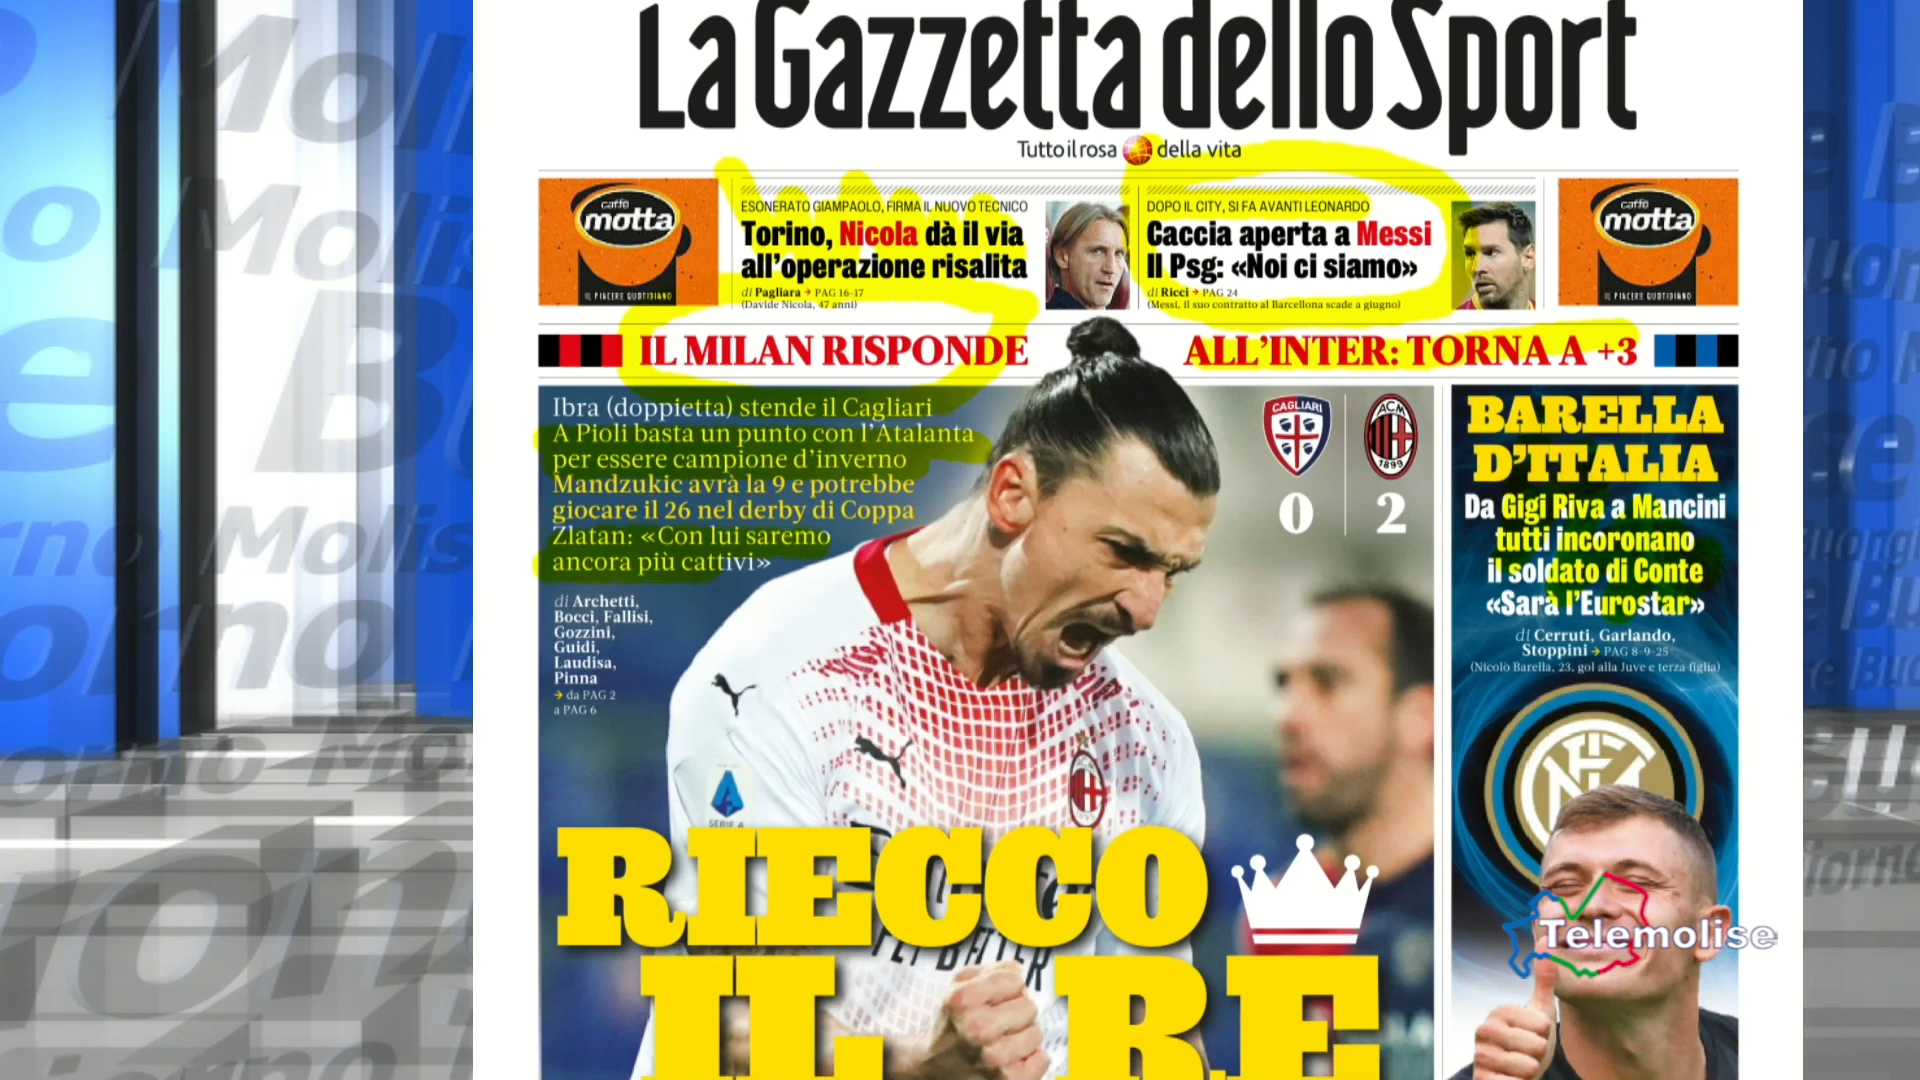 La Gazzetta dello Sport
Tutto il rosa della vita
caffè
motta
IL PIACERE QUOTIDIANO
ESONERATO GIAMPAOLO, FIRMA IL NUOVO TECNICO
Torino, Nicola dà il via
all'operazione risalita
di Pagliara → PAG 16-17
(Davide Nicola, 47 anni)
DOPO IL CITY, SI FA AVANTI LEONARDO
Caccia aperta a Messi
Il Psg: «Noi ci siamo»
di Ricci → PAG 24
(Messi, il suo contratto al Barcellona scade a giugno)
caffè
motta
IL PIACERE QUOTIDIANO
IL MILAN RISPONDE ALL'INTER: TORNA A +3
Ibra (doppietta) stende il Cagliari
A Pioli basta un punto con l'Atalanta
per essere campione d'inverno
Mandzukic avrà la 9 e potrebbe
giocare il 26 nel derby di Coppa
Zlatan: «Con lui saremo
ancora più cattivi»
di Archetti,
Bocci, Fallisi,
Gozzini,
Guidi,
Laudisa,
Pinna
→ da PAG 2
a PAG 6
CAGLIARI
ACM
1899
0 2
SERIE A
RIECCO
IL RE
BARELLA
D'ITALIA
Da Gigi Riva a Mancini
tutti incoronano
il soldato di Conte
«Sarà l'Eurostar»
di Cerruti, Garlando,
Stoppini → PAG 8-9-25
(Nicolò Barella, 23, gol alla Juve e terza figlia)
Telemolise